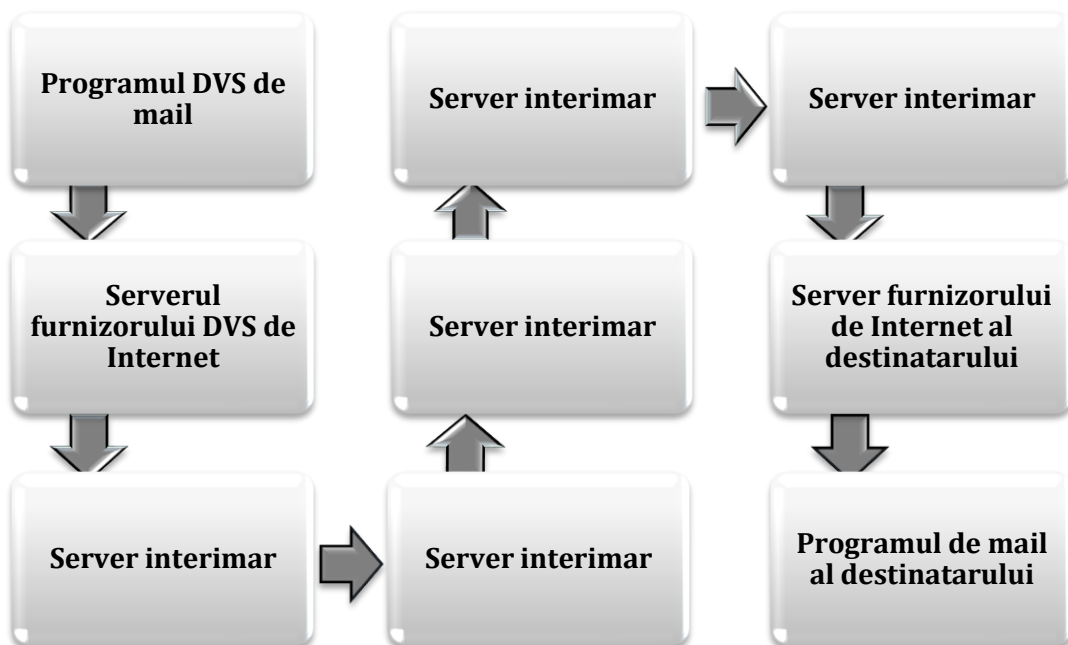 Programul DVS de
mail
Serverul
furnizorului DVS de
Internet
Server interimar
Server interimar
Server interimar
Server interimar
Server interimar
Server furnizorului
de Internet al
destinatarului
Programul de mail
al destinatarului